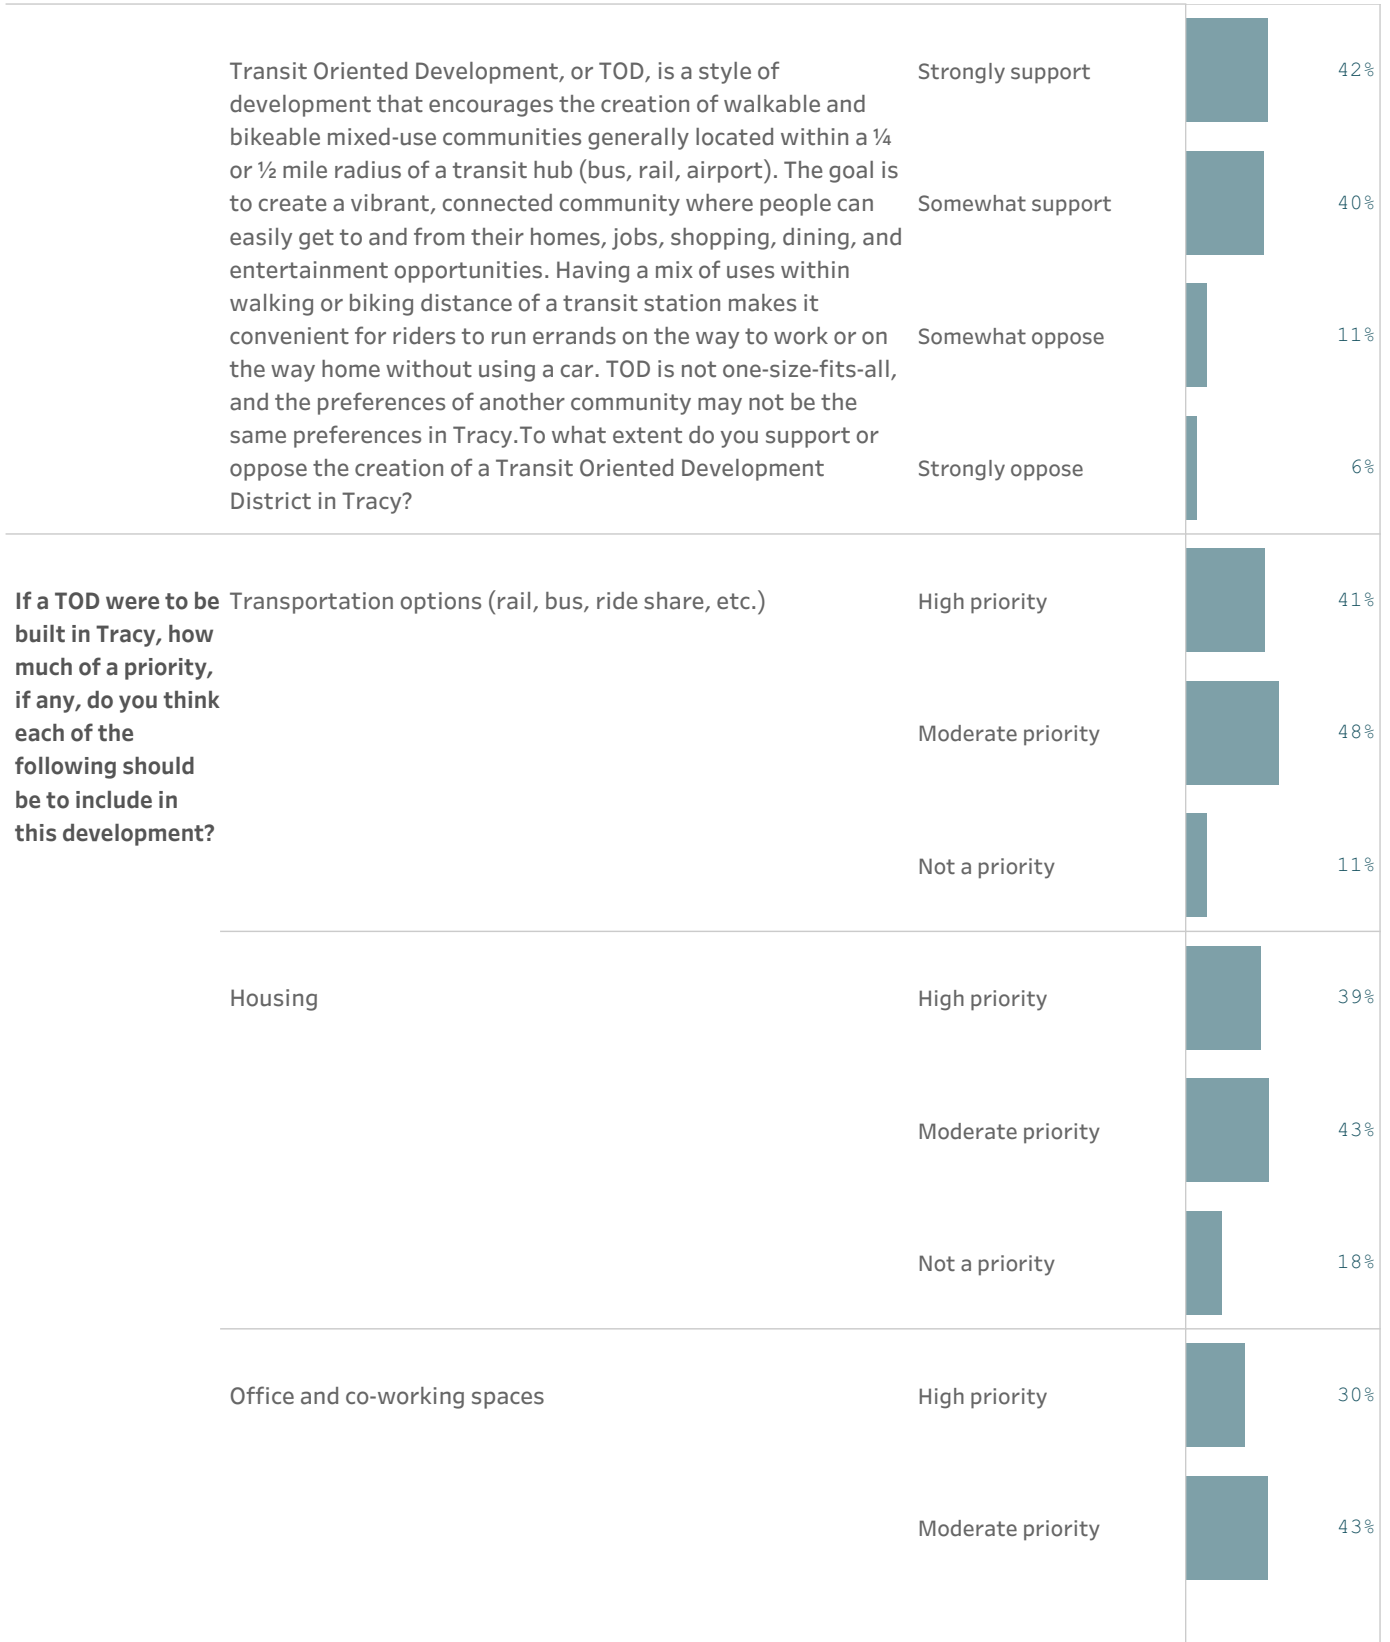 Transit Oriented Development, or TOD, is a style of
development that encourages the creation of walkable and
bikeable mixed-use communities generally located within a ¼
or ½ mile radius of a transit hub (bus, rail, airport). The goal is
to create a vibrant, connected community where people can
easily get to and from their homes, jobs, shopping, dining, and
entertainment opportunities. Having a mix of uses within
walking or biking distance of a transit station makes it
convenient for riders to run errands on the way to work or on
the way home without using a car. TOD is not one-size-fits-all,
and the preferences of another community may not be the
same preferences in Tracy.To what extent do you support or
oppose the creation of a Transit Oriented Development
District in Tracy?
Strongly support 42%
Somewhat support 40%
Somewhat oppose 11%
Strongly oppose 6%
If a TOD were to be
built in Tracy, how
much of a priority,
if any, do you think
each of the
following should
be to include in
this development?
Transportation options (rail, bus, ride share, etc.)
High priority 41%
Moderate priority 48%
Not a priority 11%
Housing
High priority 39%
Moderate priority 43%
Not a priority 18%
Office and co-working spaces
High priority 30%
Moderate priority 43%